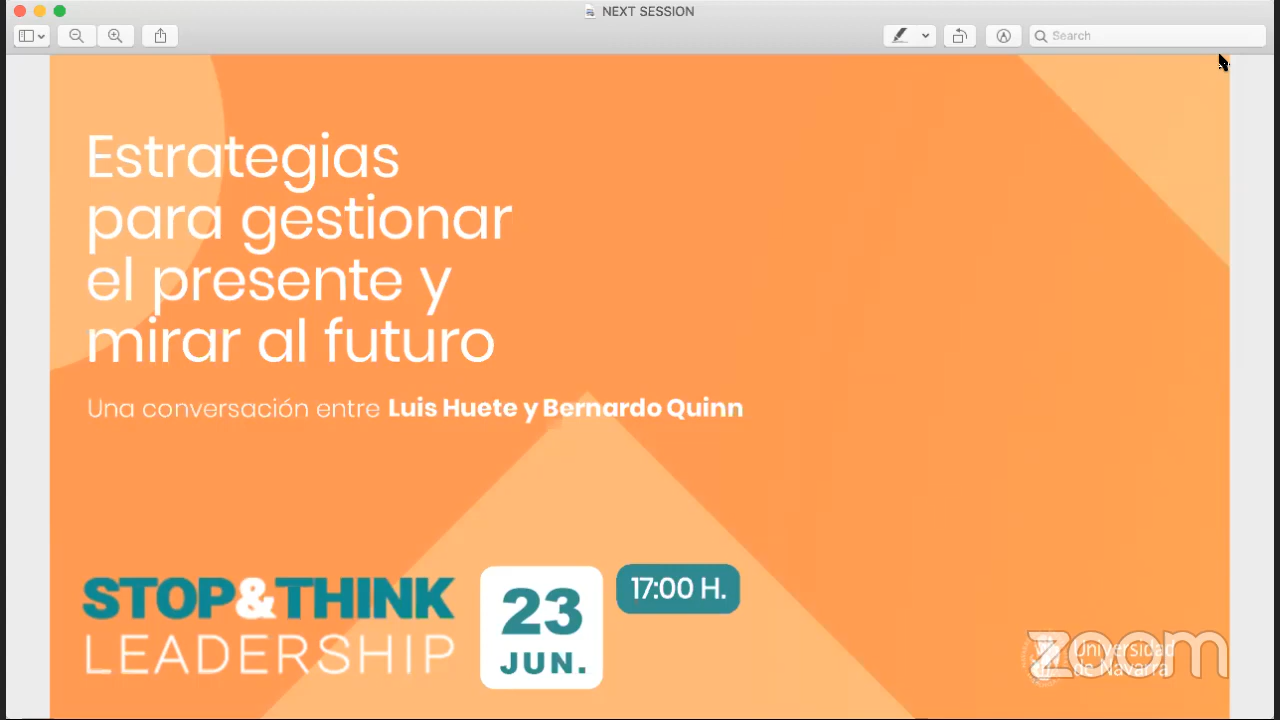 NEXT SESSION
Search
Estrategias
para gestionar
el presente y
mirar al futuro
Una conversación entre Luis Huete y Bernardo Quinn
STOP&THINK
LEADERSHIP
23
JUN.
17:00 H.
zoom
Universidad
de Navarra